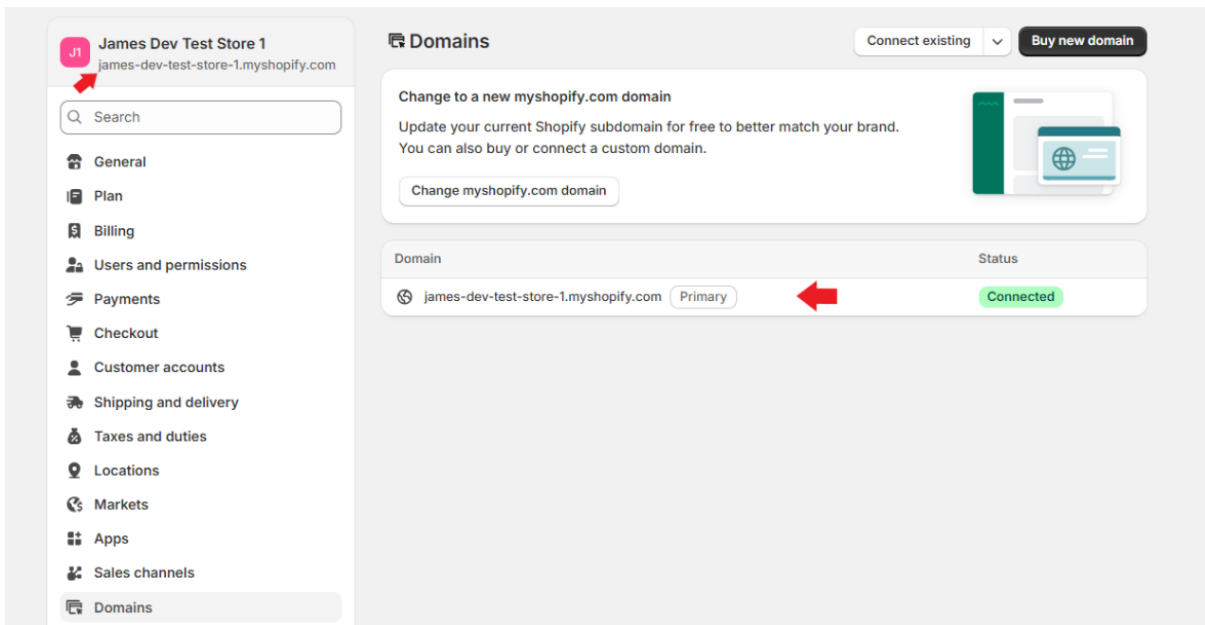 J1
James Dev Test Store 1
james-dev-test-store-1.myshopify.com
Search
General
Plan
Billing
Users and permissions
Payments
Checkout
Customer accounts
Shipping and delivery
Taxes and duties
Locations
Markets
Apps
Sales channels
Domains
Domains
Connect existing
Buy new domain
Change to a new myshopify.com domain
Update your current Shopify subdomain for free to better match your brand.
You can also buy or connect a custom domain.
Change myshopify.com domain
Domain Status
james-dev-test-store-1.myshopify.com Primary Connected